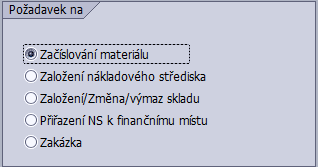 Požadavek na
Začíslování materiálu
Založení nákladového střediska
Založení/Změna/výmaz skladu
Přiřazení NS k finančnímu místu
Zakázka